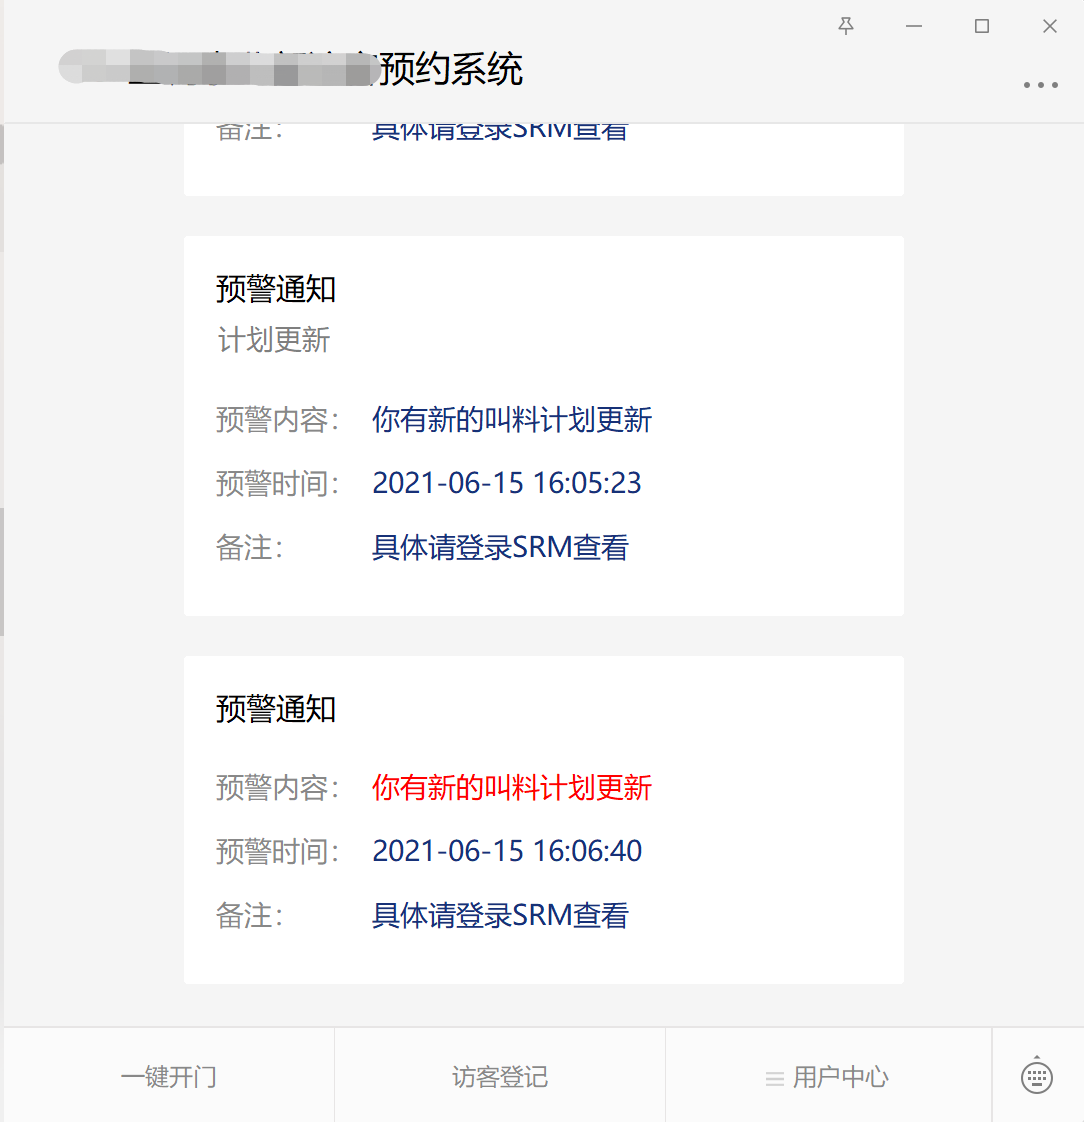 预约系统
备注： 具体请登录SRM查看
预警通知
计划更新
预警内容： 你有新的叫料计划更新
预警时间： 2021-06-15 16:05:23
备注： 具体请登录SRM查看
预警通知
预警内容： 你有新的叫料计划更新
预警时间： 2021-06-15 16:06:40
备注： 具体请登录SRM查看
一键开门 访客登记 用户中心